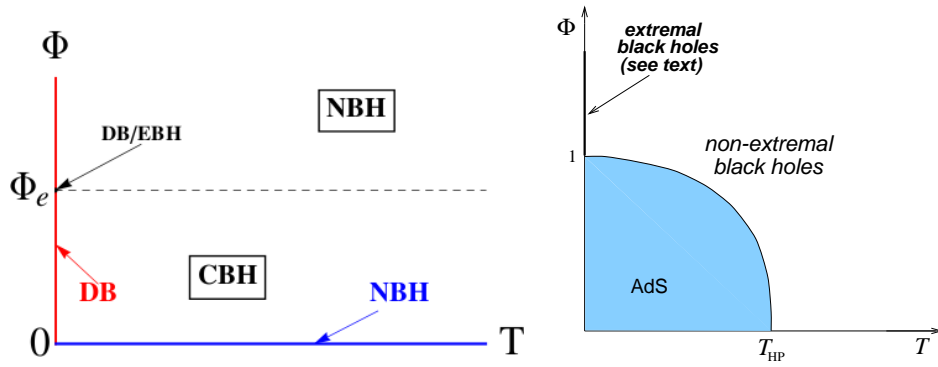 Φ
NBH
DB/EBH
Φe
CBH
DB
NBH
0
T
Φ
extremal
black holes
(see text)
1
non-extremal
black holes
AdS
THP
T